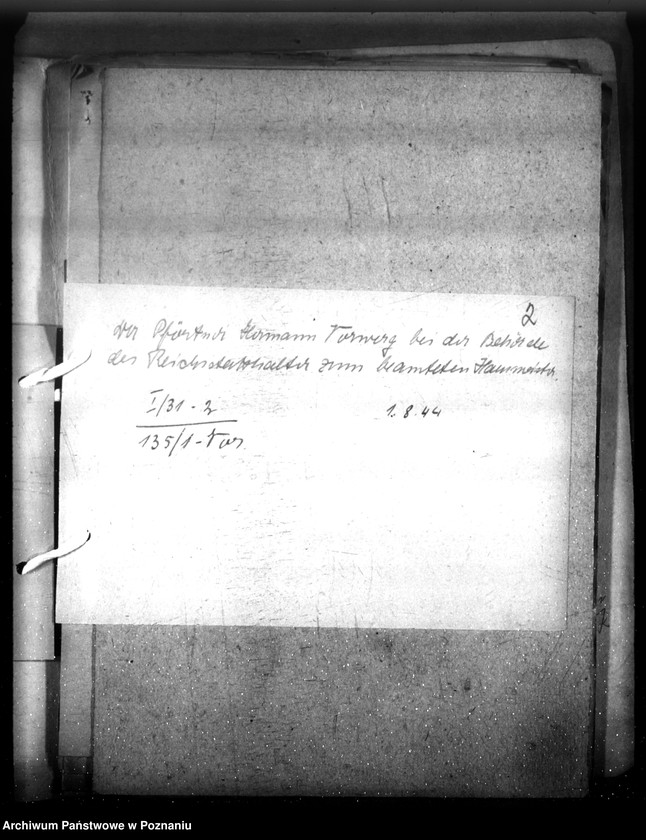 2
Der Pförtner Hermann Torwerg bei der Behörde
des Reichsstatthalter zum beamteten Hausmeister.
I/31 - 2
1. 8. 44
135/1 - Tor.
Archiwum Państwowe w Poznaniu